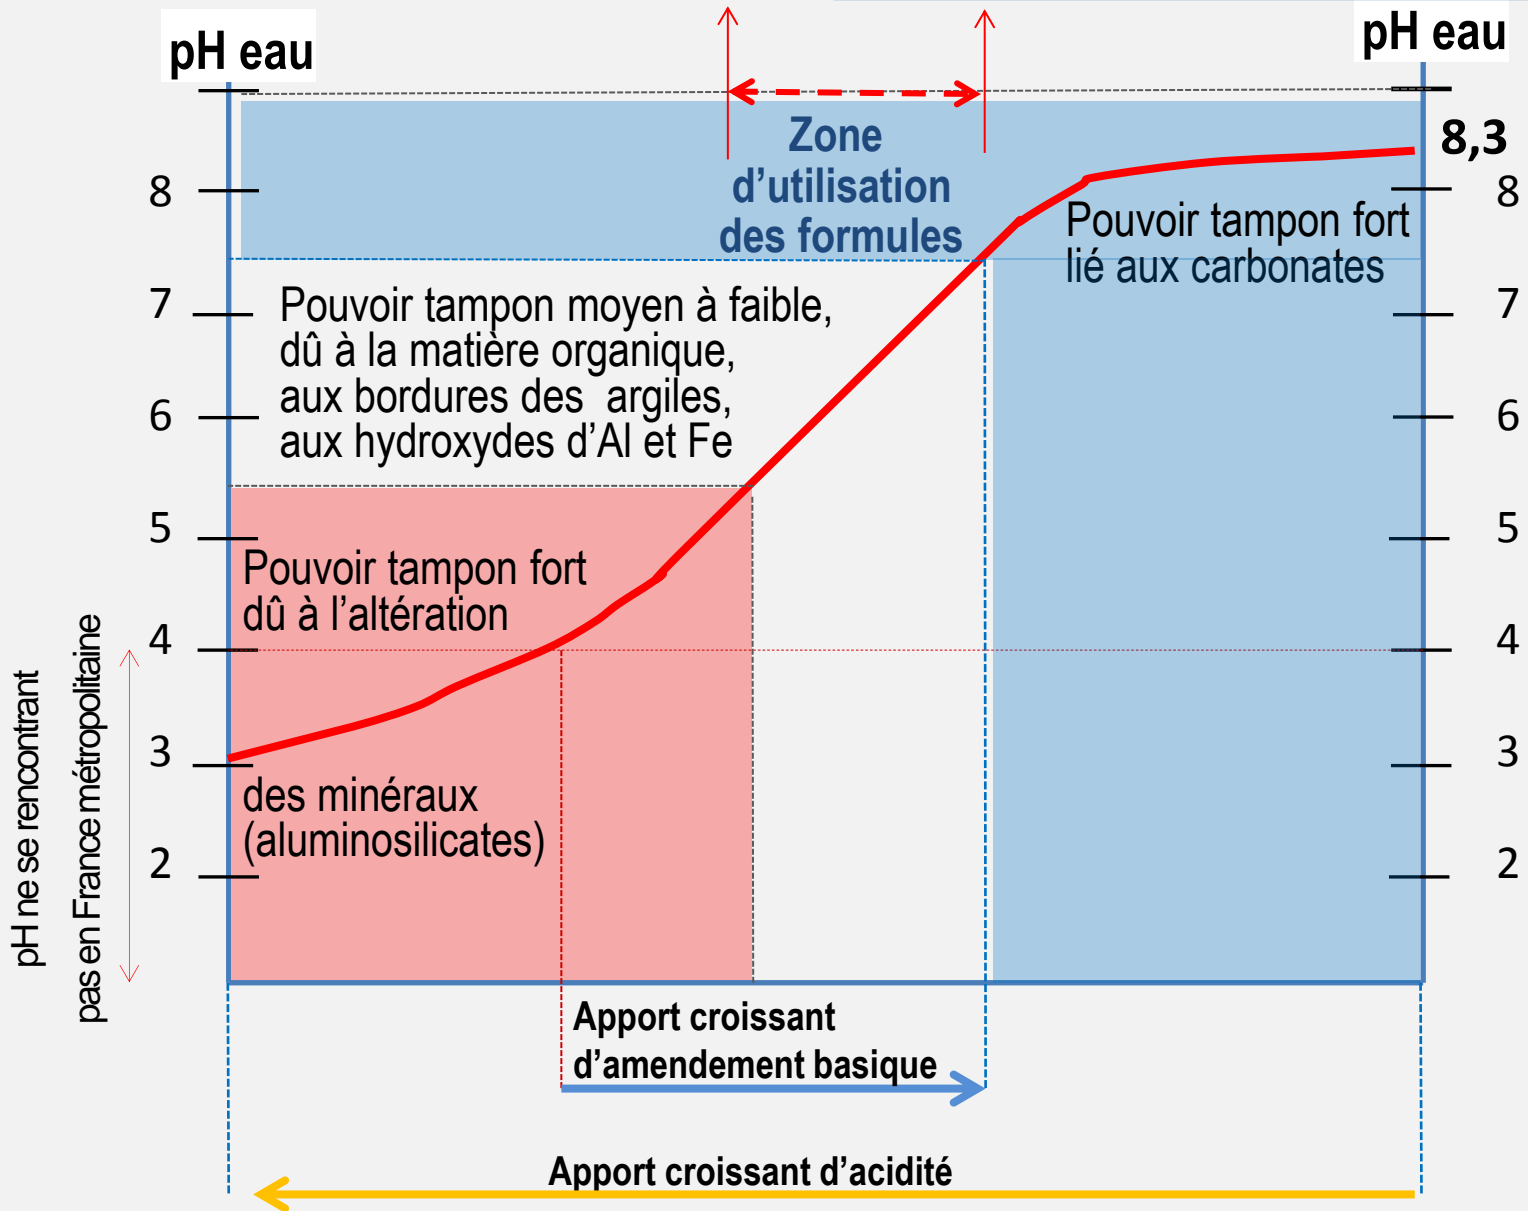 pH eau
pH eau
8,3
Zone
d’utilisation
des formules
8
7
6
5
4
3
2
8
7
6
5
4
3
2
Pouvoir tampon fort
lié aux carbonates
Pouvoir tampon moyen à faible,
dû à la matière organique,
aux bordures des argiles,
aux hydroxydes d’Al et Fe
Pouvoir tampon fort
dû à l’altération
des minéraux
(aluminosilicates)
pH ne se rencontrant
pas en France métropolitaine
Apport croissant
d’amendement basique
Apport croissant d’acidité